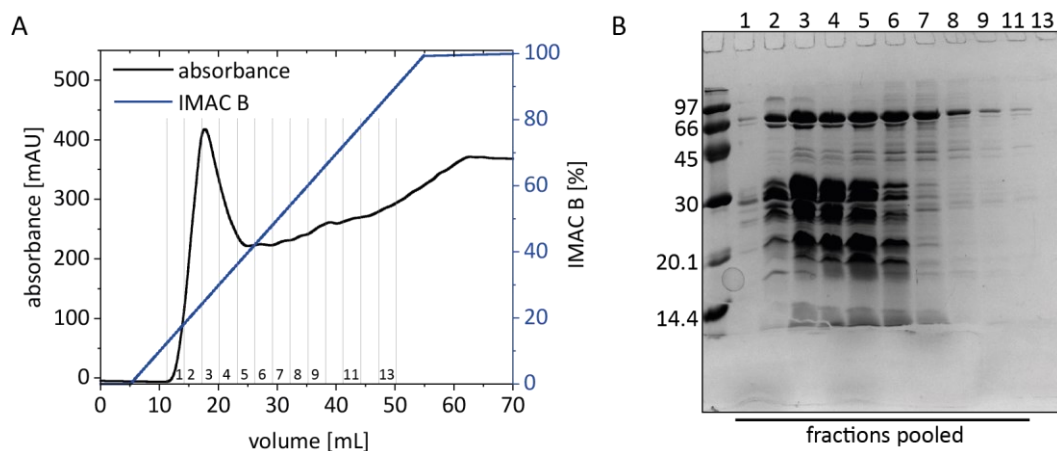 A
absorbance [mAU]
500
400
300
200
100
0
absorbance
IMAC B
1 2 3 4 5 6 7 8 9 11 13
0 10 20 30 40 50 60 70
volume [mL]
100
80
60
40
20
0
IMAC B [%]
B
1 2 3 4 5 6 7 8 9 11 13
97
66
45
30
20.1
14.4
fractions pooled